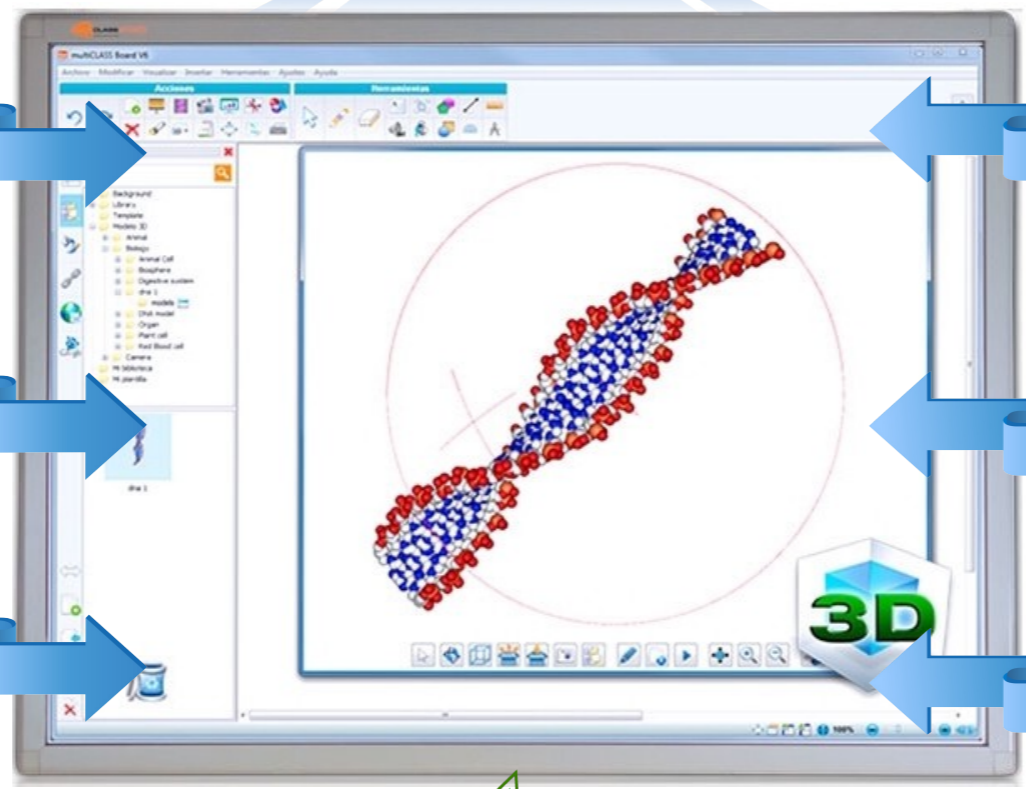 CLASS
multiCLASS Board V6
Archivo Modificar Visualizar Insertar Herramientas Ajustes Ayuda
Acciones Herramientas
Background
Library
Template
Models 3D
Animal
Biology
Animal Cell
Biosphere
Digestive system
dna 1
models
DNA model
Organ
Plant cell
Red Blood cell
Camera
Mi biblioteca
Mi plantilla
dna 1
3D
100%